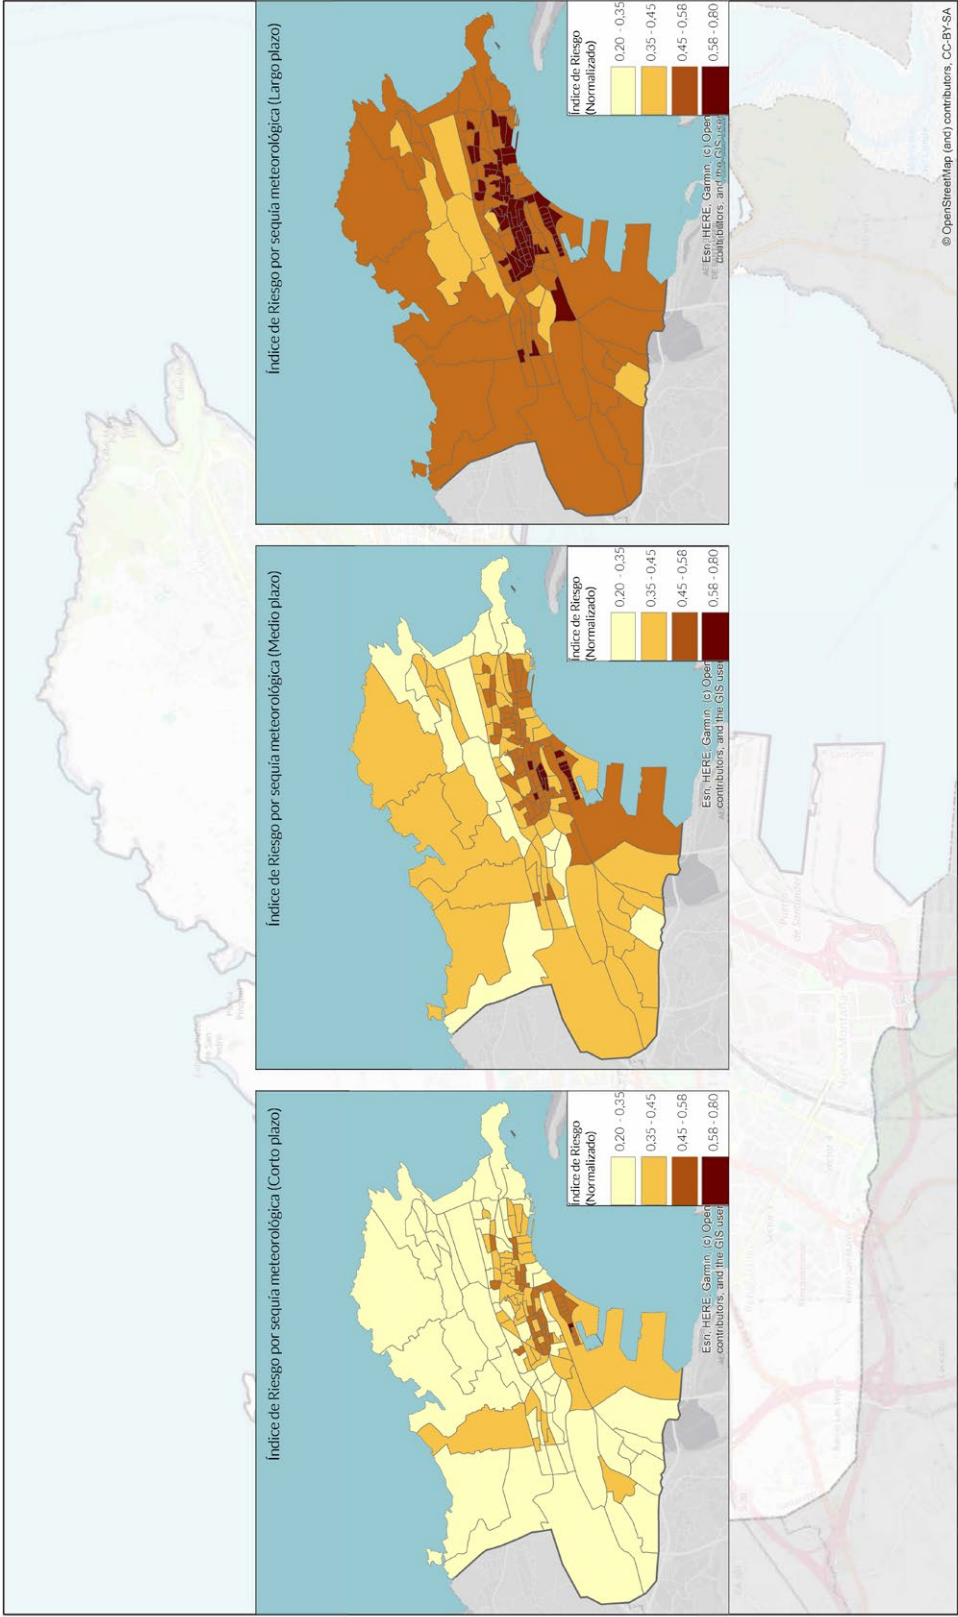 Índice de Riesgo por sequía meteorológica (Corto plazo)
Índice de Riesgo
(Normalizado)
0,20 - 0,35
0,35 - 0,45
0,45 - 0,58
0,58 - 0,80
Esri, HERE, Garmin, (c) Open
contributors, and the GIS user
Índice de Riesgo por sequía meteorológica (Medio plazo)
Índice de Riesgo
(Normalizado)
0,20 - 0,35
0,35 - 0,45
0,45 - 0,58
0,58 - 0,80
Esri, HERE, Garmin, (c) Open
contributors, and the GIS user
Índice de Riesgo por sequía meteorológica (Largo plazo)
Índice de Riesgo
(Normalizado)
0,20 - 0,35
0,35 - 0,45
0,45 - 0,58
0,58 - 0,80
Esri, HERE, Garmin, (c) Open
contributors, and the GIS user
© OpenStreetMap (and) contributors, CC-BY-SA